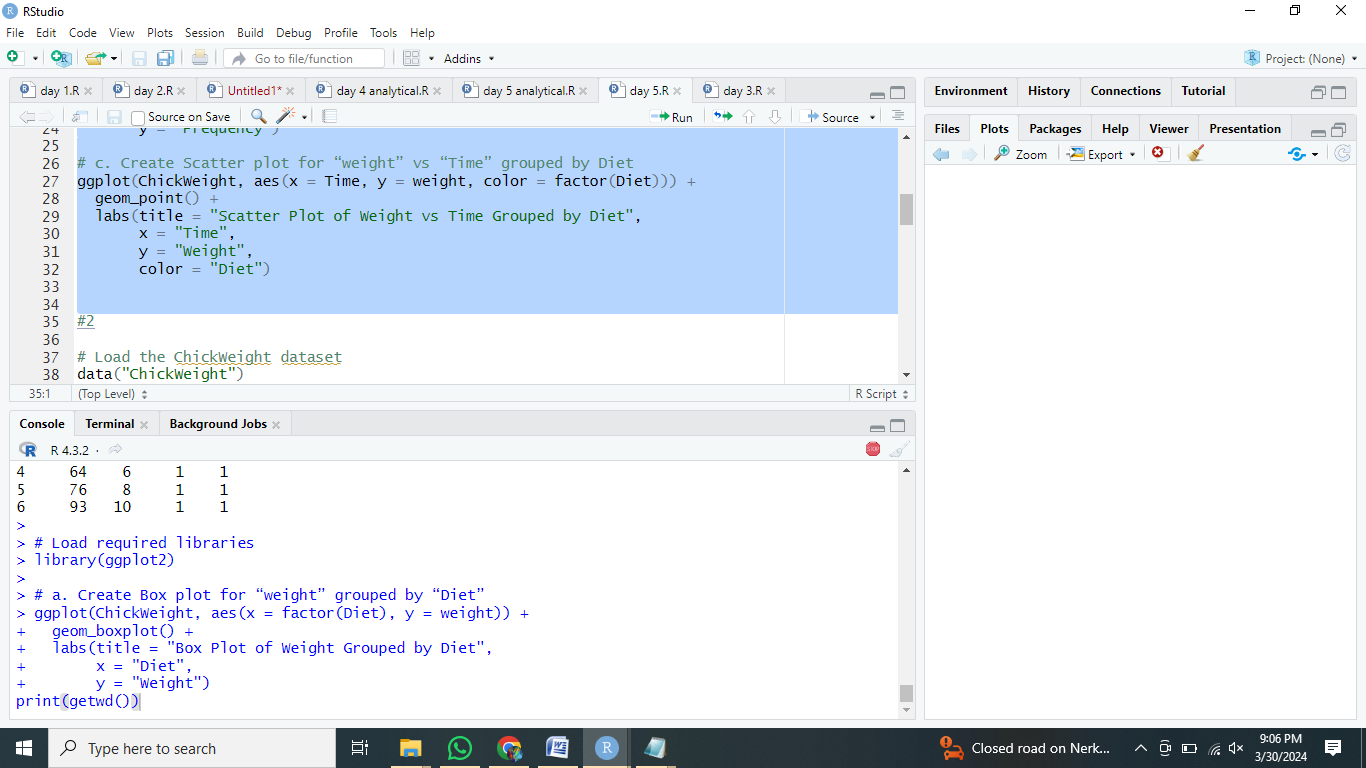 RStudio
File Edit Code View Plots Session Build Debug Profile Tools Help
Go to file/function Addins Project: (None)
day 1.R day 2.R Untitled1* day 4 analytical.R day 5 analytical.R day 5.R day 3.R
Source on Save Run Source
24 y = "Frequency")
25
26 # c. Create Scatter plot for “weight” vs “Time” grouped by Diet
27 ggplot(ChickWeight, aes(x = Time, y = weight, color = factor(Diet))) +
28 geom_point() +
29 labs(title = "Scatter Plot of Weight vs Time Grouped by Diet",
30 x = "Time",
31 y = "Weight",
32 color = "Diet")
33
34
35 #2
36
37 # Load the ChickWeight dataset
38 data("ChickWeight")
35:1 (Top Level) R Script
Console Terminal Background Jobs
R 4.3.2 ·
4 64 6 1 1
5 76 8 1 1
6 93 10 1 1
>
> # Load required libraries
> library(ggplot2)
>
> # a. Create Box plot for “weight” grouped by “Diet”
> ggplot(ChickWeight, aes(x = factor(Diet), y = weight)) +
+ geom_boxplot() +
+ labs(title = "Box Plot of Weight Grouped by Diet",
+ x = "Diet",
+ y = "Weight")
print(getwd())
Environment History Connections Tutorial
Files Plots Packages Help Viewer Presentation
Zoom Export
Type here to search
Closed road on Nerk...
9:06 PM
3/30/2024